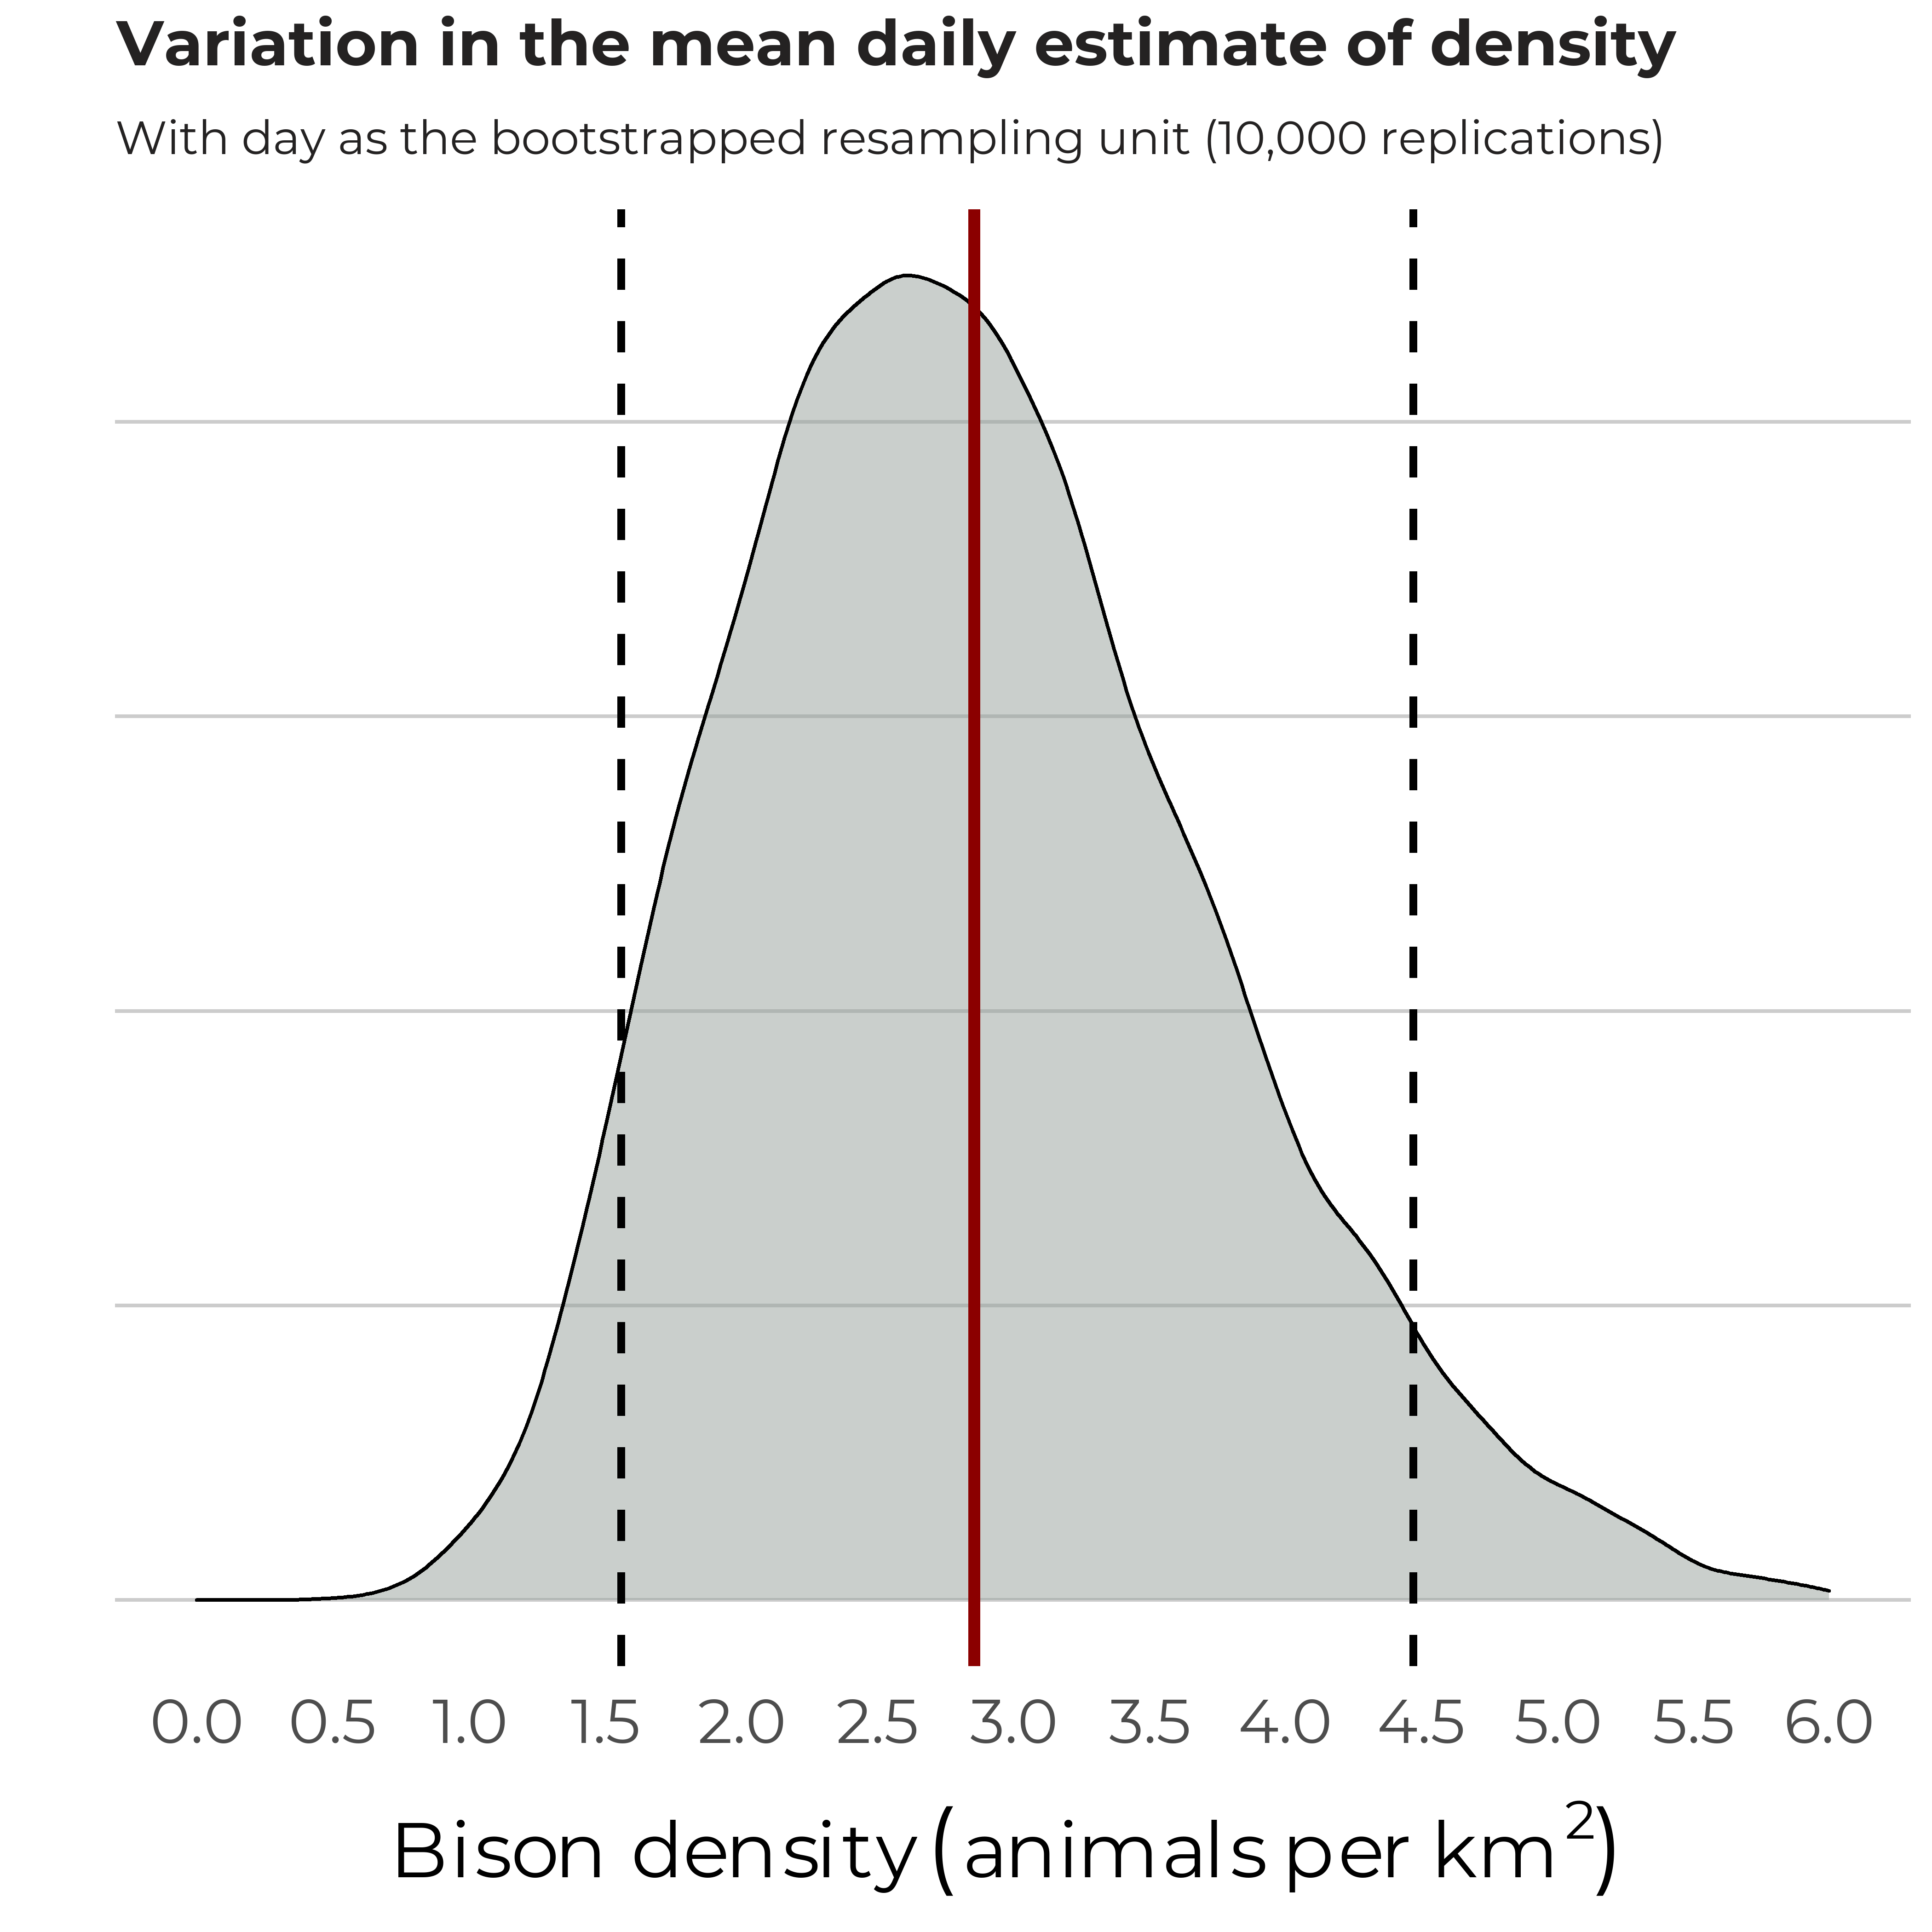 Variation in the mean daily estimate of density
With day as the bootstrapped resampling unit (10,000 replications)
0.0 0.5 1.0 1.5 2.0 2.5 3.0 3.5 4.0 4.5 5.0 5.5 6.0
Bison density(animals per km²)